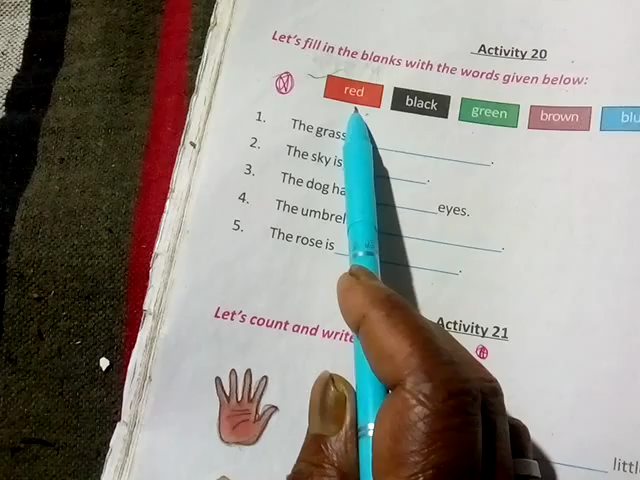 Activity 20
Let's fill in the blanks with the words given below:
red black green brown blu
1. The grass
2. The sky is
3. The dog ha eyes.
4. The umbrel
5. The rose is
Activity 21
Let's count and write
littl